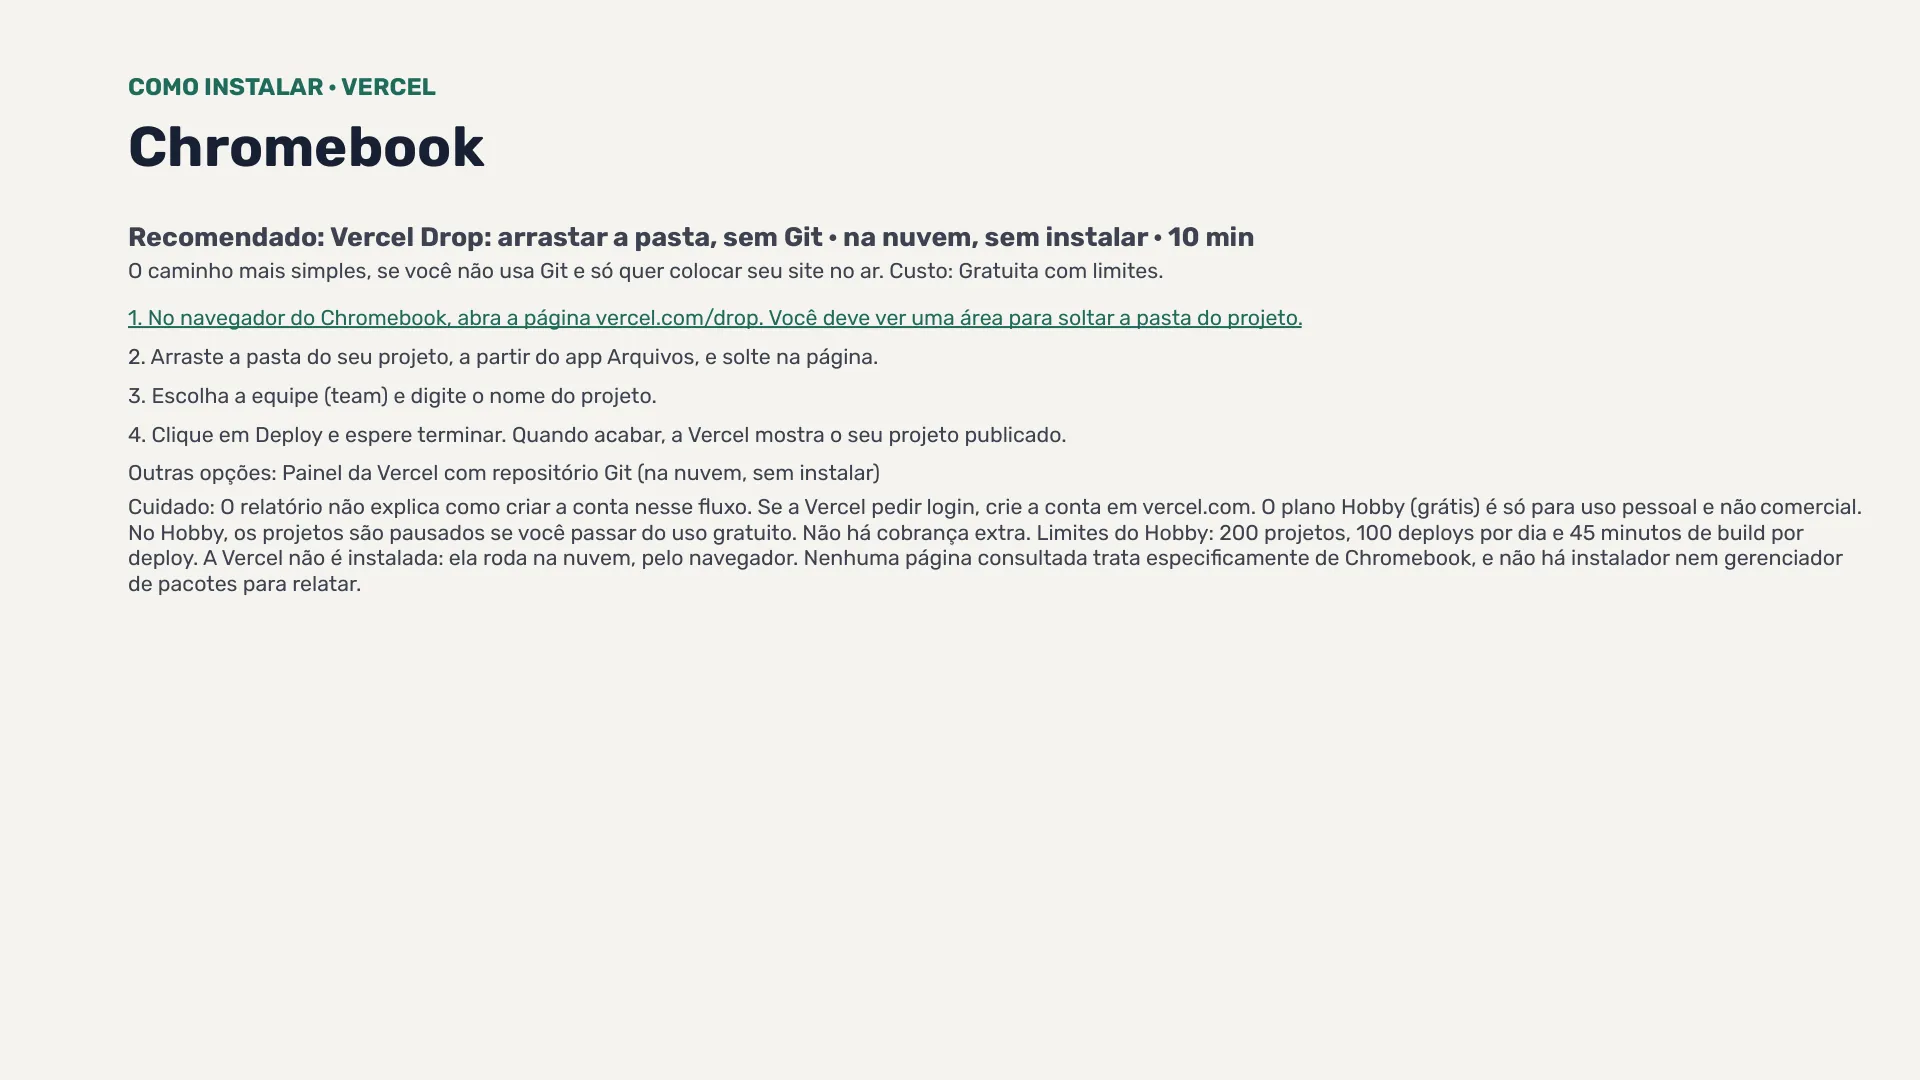 COMO INSTALAR • VERCEL
Chromebook
Recomendado: Vercel Drop: arrastar a pasta, sem Git • na nuvem, sem instalar • 10 min
O caminho mais simples, se você não usa Git e só quer colocar seu site no ar. Custo: Gratuita com limites.
1. No navegador do Chromebook, abra a página vercel.com/drop. Você deve ver uma área para soltar a pasta do projeto.
2. Arraste a pasta do seu projeto, a partir do app Arquivos, e solte na página.
3. Escolha a equipe (team) e digite o nome do projeto.
4. Clique em Deploy e espere terminar. Quando acabar, a Vercel mostra o seu projeto publicado.
Outras opções: Painel da Vercel com repositório Git (na nuvem, sem instalar)
Cuidado: O relatório não explica como criar a conta nesse fluxo. Se a Vercel pedir login, crie a conta em vercel.com. O plano Hobby (grátis) é só para uso pessoal e não comercial.
No Hobby, os projetos são pausados se você passar do uso gratuito. Não há cobrança extra. Limites do Hobby: 200 projetos, 100 deploys por dia e 45 minutos de build por
deploy. A Vercel não é instalada: ela roda na nuvem, pelo navegador. Nenhuma página consultada trata especificamente de Chromebook, e não há instalador nem gerenciador
de pacotes para relatar.